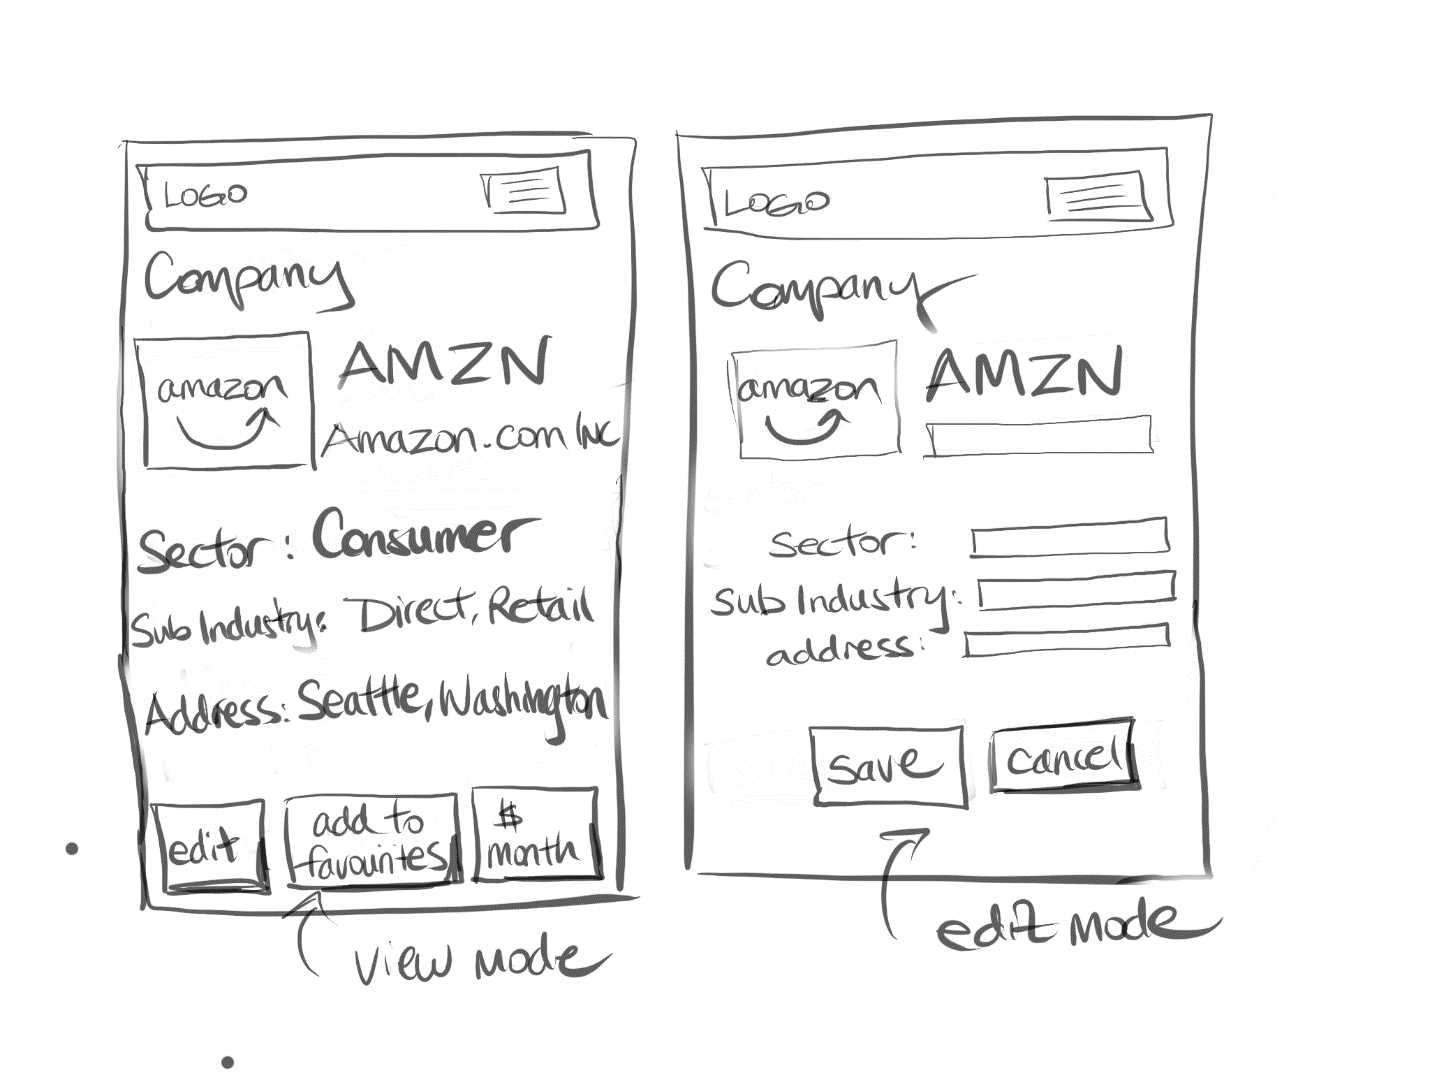 LOGO
Company
amazon
AMZN
Amazon.com INC
Sector: Consumer
Sub Industry: Direct, Retail
Address: Seattle, Washington
edit
add to
favourites
$
month
view mode
LOGO
Company
amazon
AMZN
Sector:
Sub Industry:
address:
save
cancel
edit mode